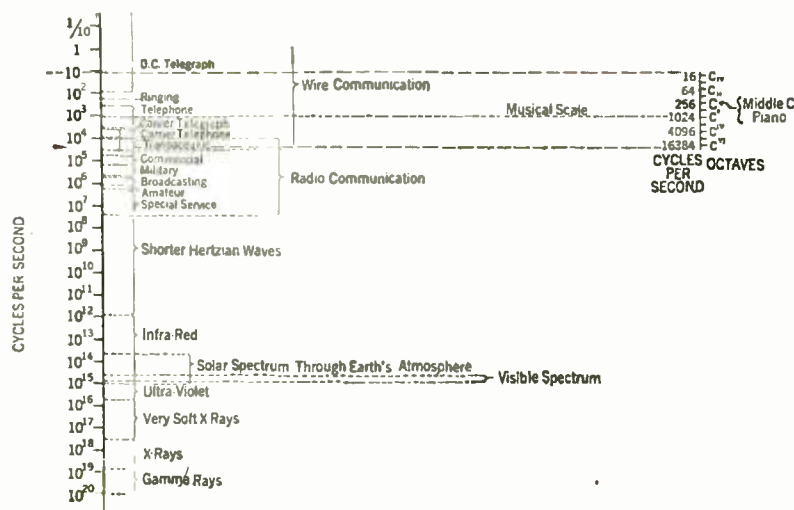 1/10
1
D.C. Telegraph
10
10²
Ringing
Telephone
10³
Carrier Telegraph
Carrier Telephone
10⁴
Transoceanic
10⁵
Commercial
Military
10⁶
Broadcasting
Amateur
10⁷
Special Service
10⁸
10⁹
Shorter Hertzian Waves
10¹⁰
10¹¹
10¹²
Infra-Red
10¹³
10¹⁴
Solar Spectrum Through Earth's Atmosphere
10¹⁵
Visible Spectrum
Ultra-Violet
10¹⁶
Very Soft X Rays
10¹⁷
10¹⁸
X-Rays
10¹⁹
Gamma Rays
10²⁰
CYCLES PER SECOND
Wire Communication
Radio Communication
Musical Scale
16 C
64 C
256 C
1024 C
4096 C
16384 C
Middle C
Piano
CYCLES
PER
SECOND
OCTAVES